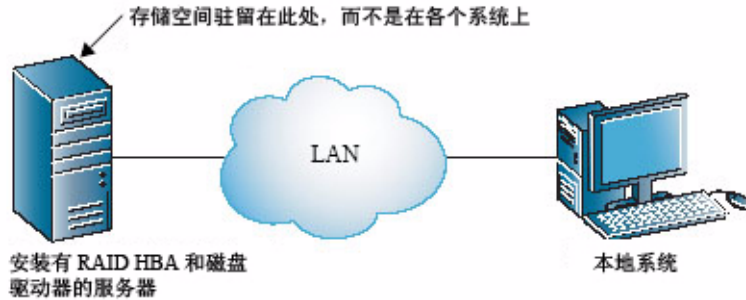 存储空间驻留在此处，而不是在各个系统上
LAN
安装有 RAID HBA 和磁盘
驱动器的服务器
本地系统